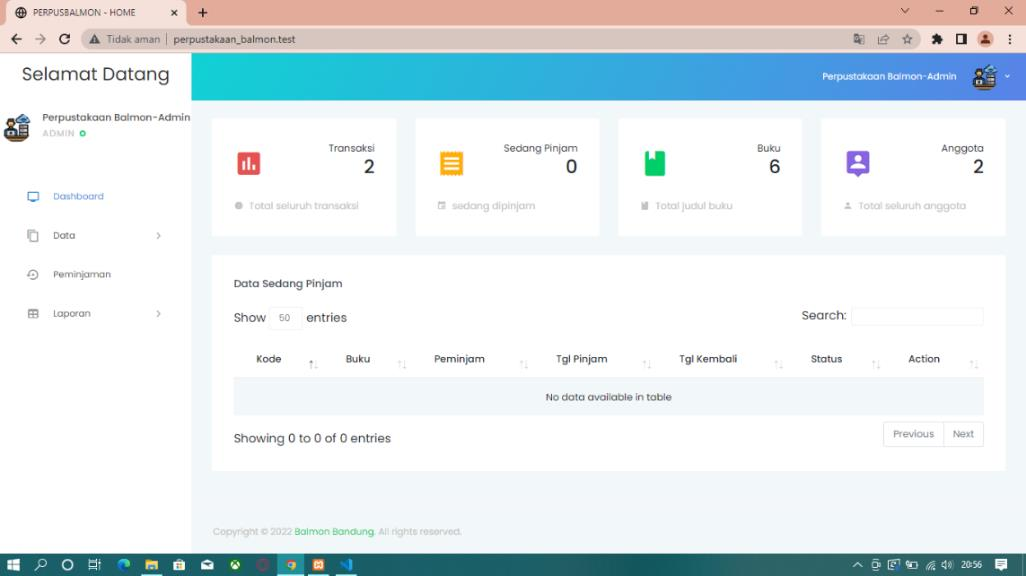 PERPUSBALMON - HOME
Tidak aman | perpustakaan_balmon.test
Selamat Datang
Perpustakaan Balmon-Admin
Perpustakaan Balmon-Admin
ADMIN
Dashboard
Data
Peminjaman
Laporan
Transaksi
2
Total seluruh transaksi
Sedang Pinjam
0
sedang dipinjam
Buku
6
Total judul buku
Anggota
2
Total seluruh anggota
Data Sedang Pinjam
Show 50 entries
Search:
Kode Buku Peminjam Tgl Pinjam Tgl Kembali Status Action
No data available in table
Showing 0 to 0 of 0 entries
Previous Next
Copyright © 2022 Balmon Bandung. All rights reserved.
20:56